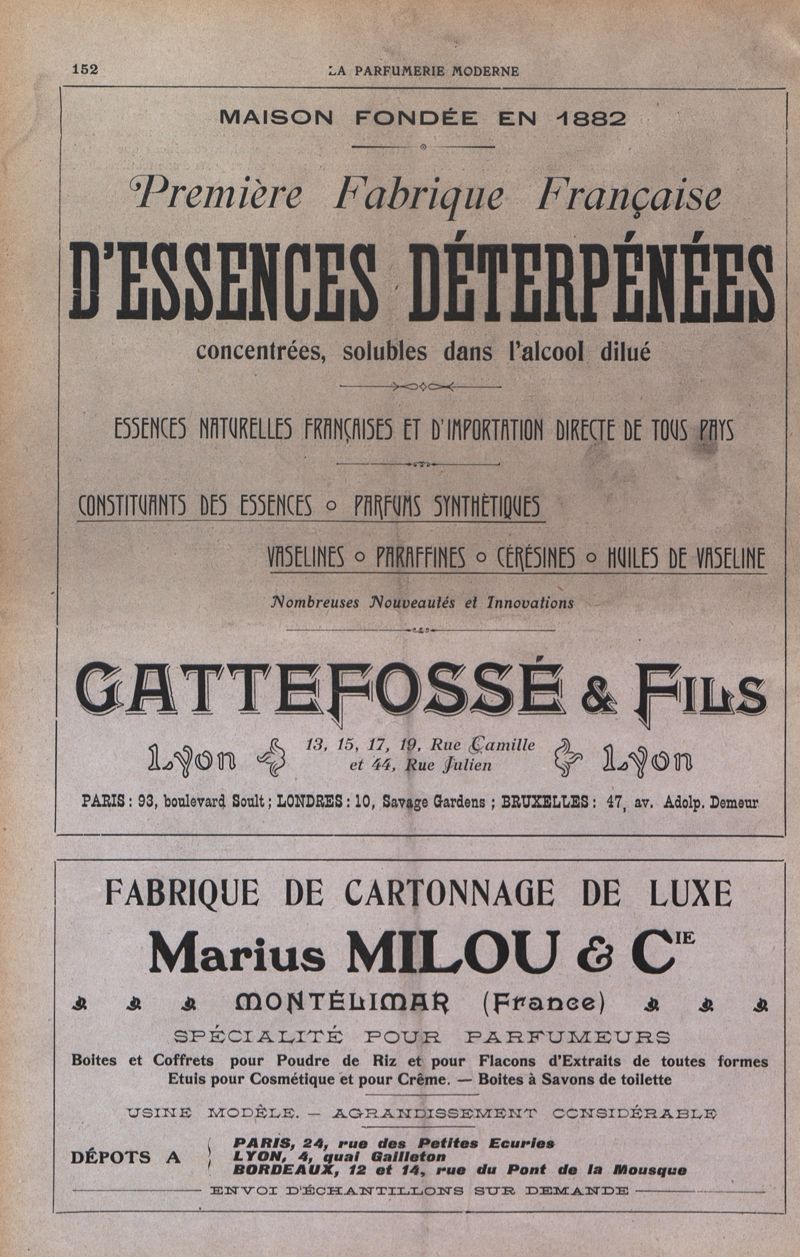 152
LA PARFUMERIE MODERNE
MAISON FONDÉE EN 1882
Première Fabrique Française
D'ESSENCES DÉTERPÉNÉES
concentrées, solubles dans l'alcool dilué
ESSENCES NATURELLES FRANÇAISES ET D'IMPORTATION DIRECTE DE TOUS PAYS
CONSTITUANTS DES ESSENCES o PARFUMS SYNTHÈTIQUES
VASELINES o PARAFFINES o CÉRÉSINES o HUILES DE VASELINE
Nombreuses Nouveautés et Innovations
GATTEFOSSÉ & FILS
Lyon 13, 15, 17, 19, Rue Camille Lyon
et 44, Rue Julien
PARIS : 93, boulevard Soult ; LONDRES : 10, Savage Gardens ; BRUXELLES : 47, av. Adolp. Demeur
FABRIQUE DE CARTONNAGE DE LUXE
Marius MILOU & CIE
MONTÉLIMAR (France)
SPÉCIALITÉ POUR PARFUMEURS
Boites et Coffrets pour Poudre de Riz et pour Flacons d'Extraits de toutes formes
Etuis pour Cosmétique et pour Crême. — Boites à Savons de toilette
USINE MODÈLE. — AGRANDISSEMENT CONSIDÉRABLE
DÉPOTS A
PARIS, 24, rue des Petites Ecuries
LYON, 4, quai Gailleton
BORDEAUX, 12 et 14, rue du Pont de la Mousque
ENVOI D'ÉCHANTILLONS SUR DEMANDE